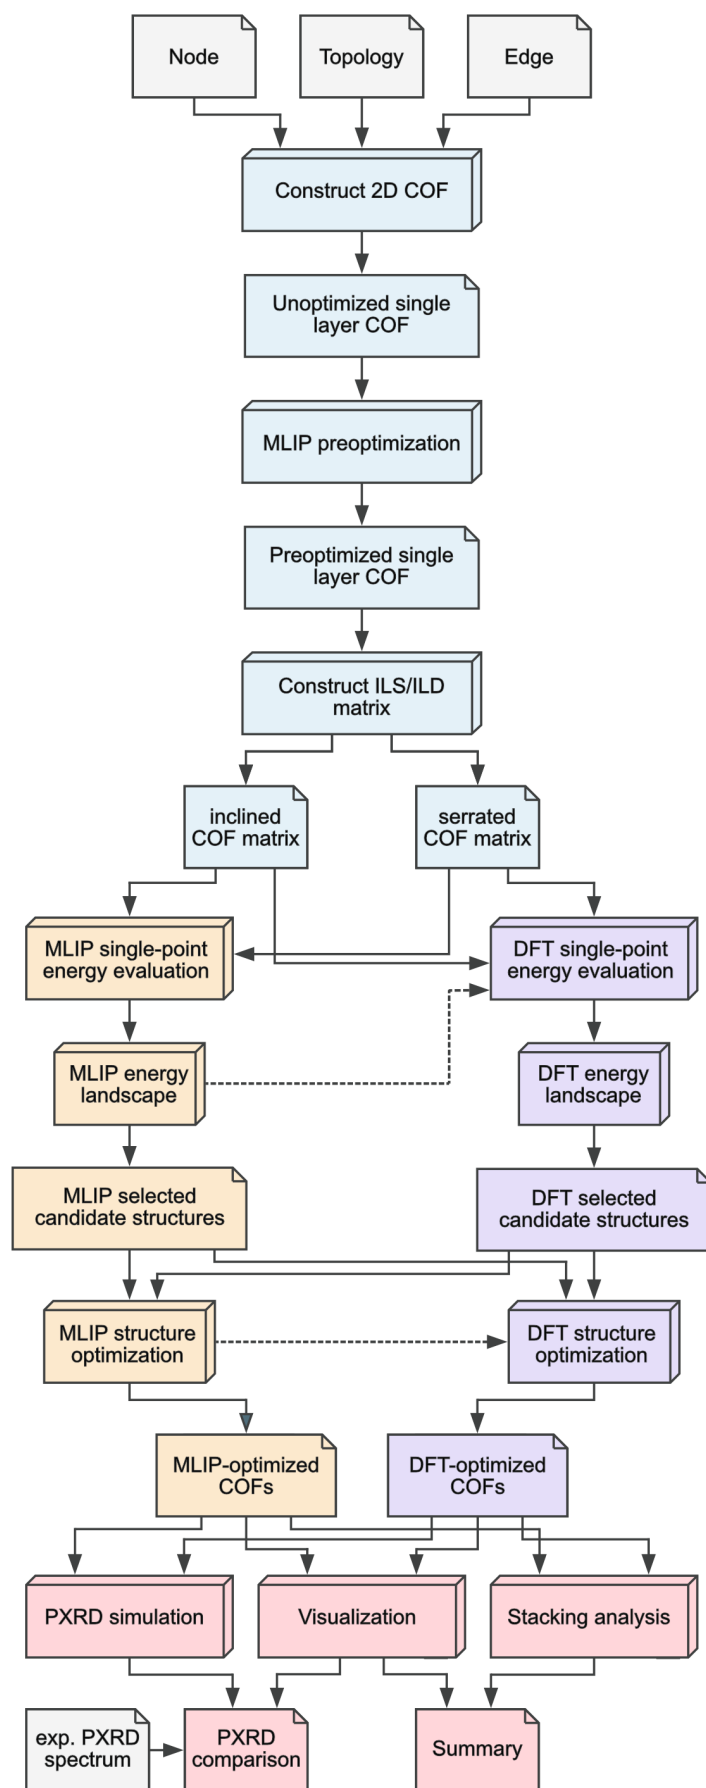 Node
Topology
Edge
Construct 2D COF
Unoptimized single
layer COF
MLIP preoptimization
Preoptimized single
layer COF
Construct ILS/ILD
matrix
inclined
COF matrix
serrated
COF matrix
MLIP single-point
energy evaluation
DFT single-point
energy evaluation
MLIP energy
landscape
DFT energy
landscape
MLIP selected
candidate structures
DFT selected
candidate structures
MLIP structure
optimization
DFT structure
optimization
MLIP-optimized
COFs
DFT-optimized
COFs
PXRD simulation
Visualization
Stacking analysis
exp. PXRD
spectrum
PXRD
comparison
Summary